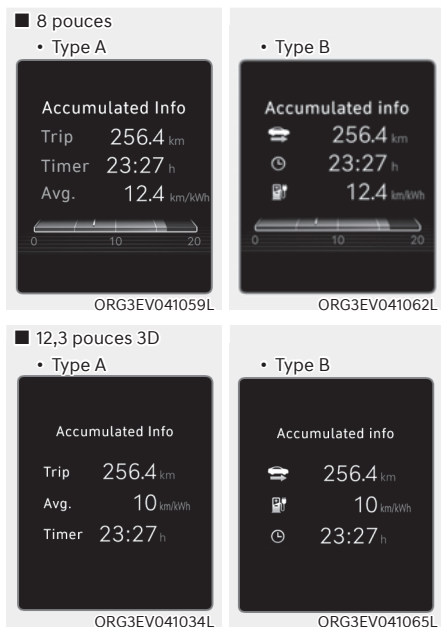 ■ 8 pouces
• Type A
Accumulated Info
Trip 256.4 km
Timer 23:27 h
Avg. 12.4 km/kWh
0 10 20
ORG3EV041059L
• Type B
Accumulated info
256.4 km
23:27 h
12.4 km/kWh
0 10 20
ORG3EV041062L
■ 12,3 pouces 3D
• Type A
Accumulated Info
Trip 256.4 km
Avg. 10 km/kWh
Timer 23:27 h
ORG3EV041034L
• Type B
Accumulated info
256.4 km
10 km/kWh
23:27 h
ORG3EV041065L